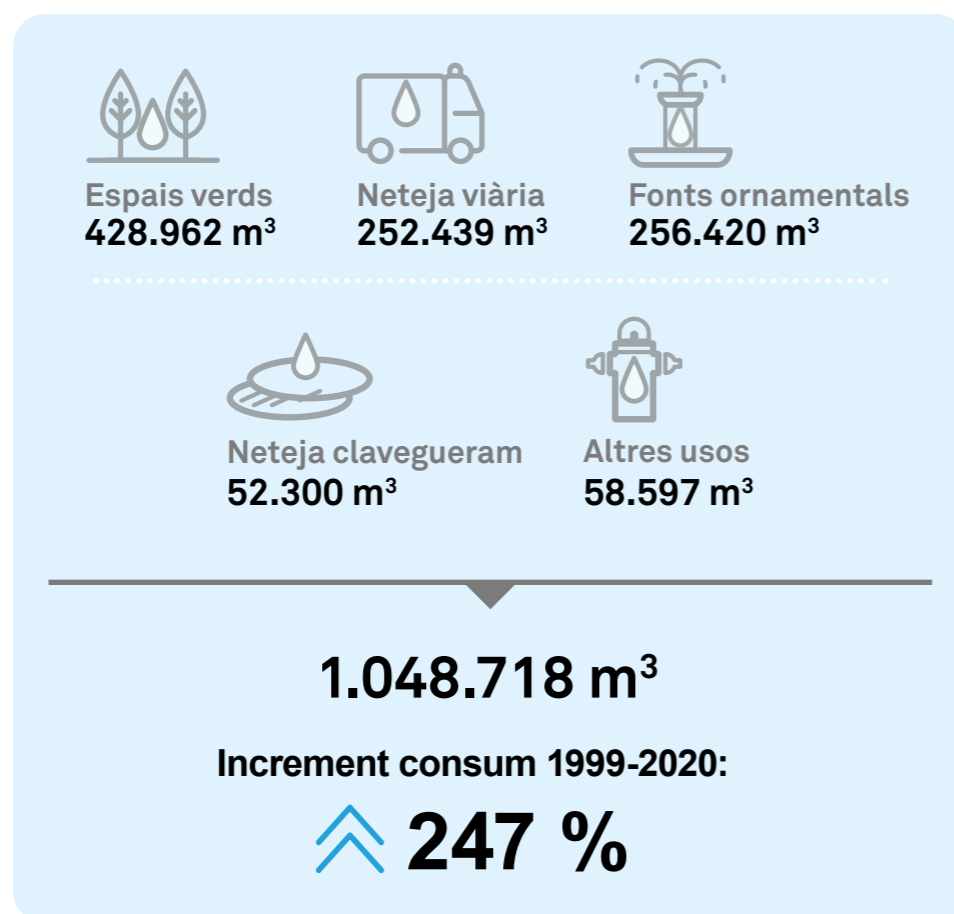 Espais verds
428.962 m³
Neteja viària
252.439 m³
Fonts ornamentals
256.420 m³
Neteja clavegueram
52.300 m³
Altres usos
58.597 m³
1.048.718 m³
Increment consum 1999-2020:
247 %